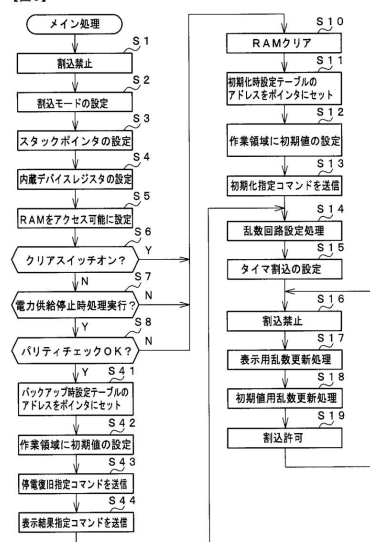 メイン処理
S1
割込禁止
S2
割込モードの設定
S3
スタックポインタの設定
S4
内蔵デバイスレジスタの設定
S5
RAMをアクセス可能に設定
S6
クリアスイッチオン?
Y
N
S7
電力供給停止時処理実行?
N
Y
S8
パリティチェックOK?
N
Y
S41
バックアップ時設定テーブルの
アドレスをポインタにセット
S42
作業領域に初期値の設定
S43
停電復旧指定コマンドを送信
S44
表示結果指定コマンドを送信
S10
RAMクリア
S11
初期化時設定テーブルの
アドレスをポインタにセット
S12
作業領域に初期値の設定
S13
初期化指定コマンドを送信
S14
乱数回路設定処理
S15
タイマ割込の設定
S16
割込禁止
S17
表示用乱数更新処理
S18
初期値用乱数更新処理
S19
割込許可